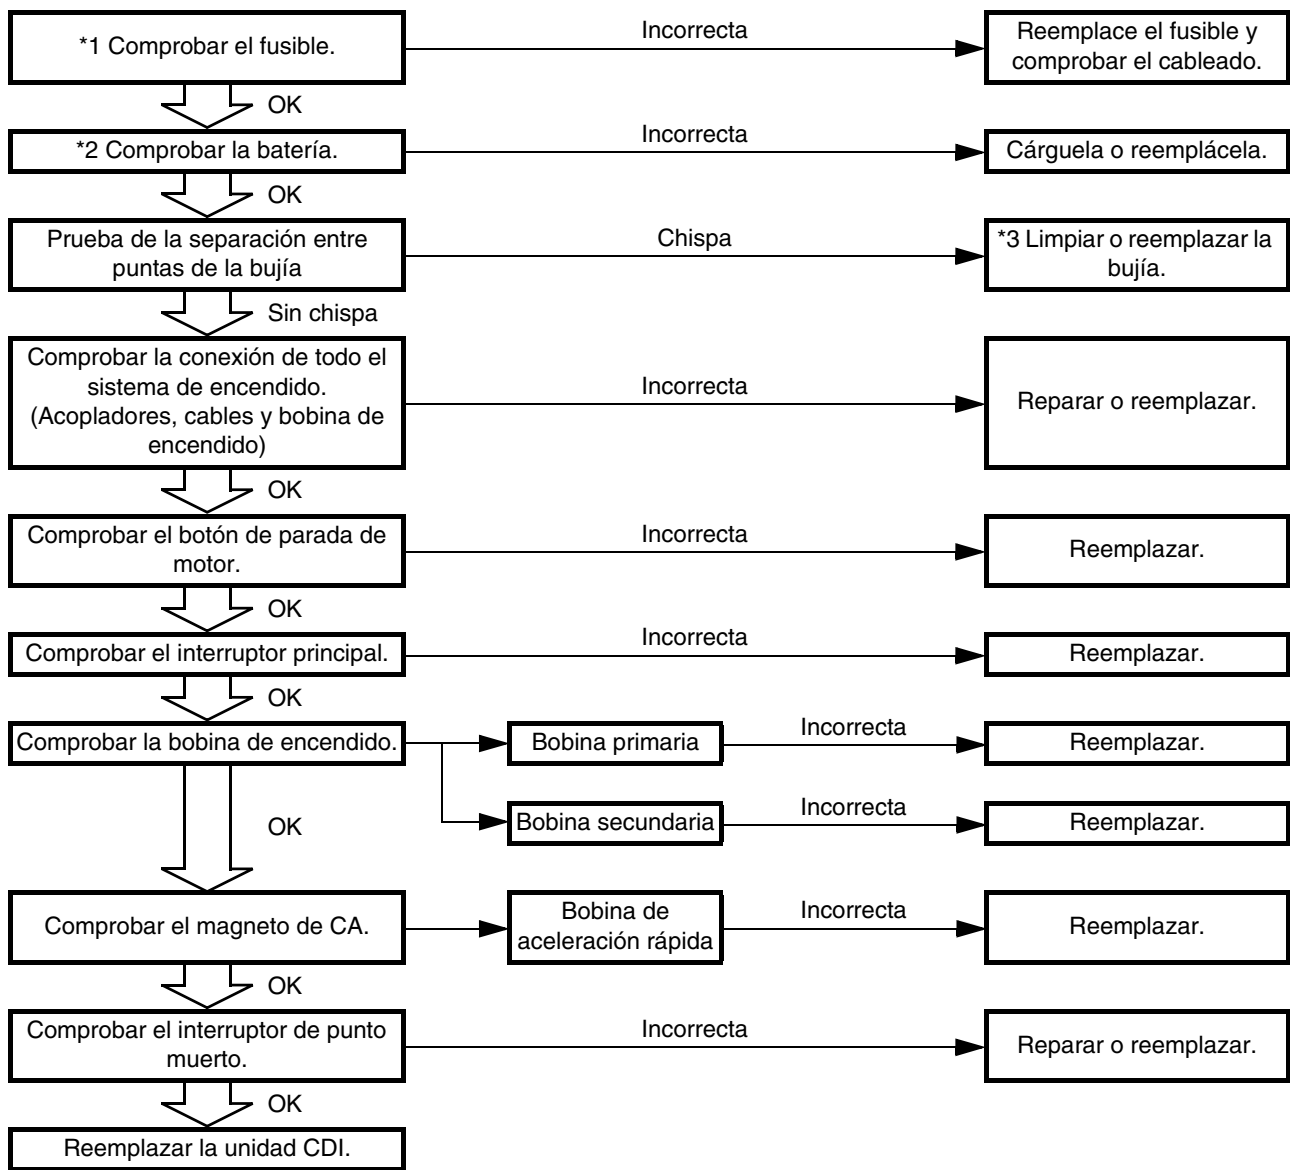 *1 Comprobar el fusible.
Incorrecta
Reemplace el fusible y
comprobar el cableado.
OK
*2 Comprobar la batería.
Incorrecta
Cárguela o reemplácela.
OK
Prueba de la separación entre
puntas de la bujía
Chispa
*3 Limpiar o reemplazar la
bujía.
Sin chispa
Comprobar la conexión de todo el
sistema de encendido.
(Acopladores, cables y bobina de
encendido)
Incorrecta
Reparar o reemplazar.
OK
Comprobar el botón de parada de
motor.
Incorrecta
Reemplazar.
OK
Comprobar el interruptor principal.
Incorrecta
Reemplazar.
OK
Comprobar la bobina de encendido.
Bobina primaria
Incorrecta
Reemplazar.
Bobina secundaria
Incorrecta
Reemplazar.
OK
Comprobar el magneto de CA.
Bobina de
aceleración rápida
Incorrecta
Reemplazar.
OK
Comprobar el interruptor de punto
muerto.
Incorrecta
Reparar o reemplazar.
OK
Reemplazar la unidad CDI.